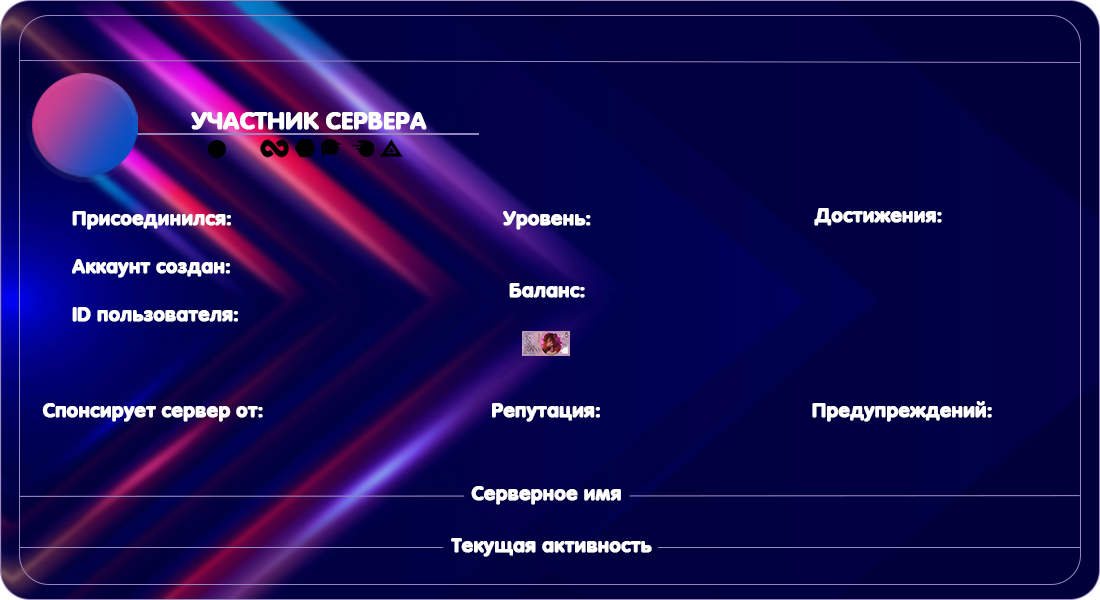 УЧАСТНИК СЕРВЕРА
Присоединился:
Уровень:
Достижения:
Аккаунт создан:
Баланс:
ID пользователя:
Спонсирует сервер от:
Репутация:
Предупреждений:
Серверное имя
Текущая активность